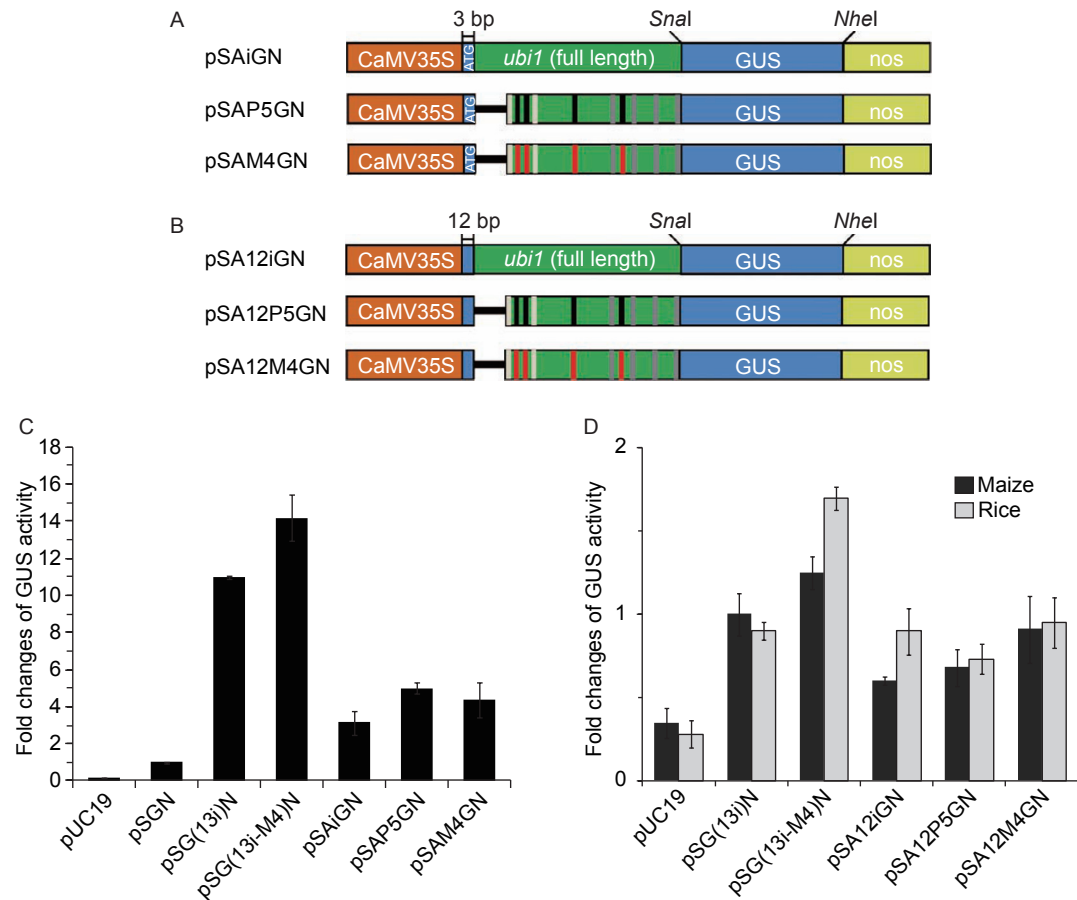 A
3 bp
SnaI
NheI
pSAiGN
CaMV35S
ATG
ubi1 (full length)
GUS
nos
pSAP5GN
CaMV35S
ATG
GUS
nos
pSAM4GN
CaMV35S
ATG
GUS
nos
B
12 bp
SnaI
NheI
pSA12iGN
CaMV35S
ubi1 (full length)
GUS
nos
pSA12P5GN
CaMV35S
GUS
nos
pSA12M4GN
CaMV35S
GUS
nos
C
Fold changes of GUS activity
18
16
14
12
10
8
6
4
2
0
pUC19
pSGN
pSG(13i)N
pSG(13i-M4)N
pSAiGN
pSAP5GN
pSAM4GN
D
Fold changes of GUS activity
2
1
0
Maize
Rice
pUC19
pSG(13i)N
pSG(13i-M4)N
pSA12iGN
pSA12P5GN
pSA12M4GN